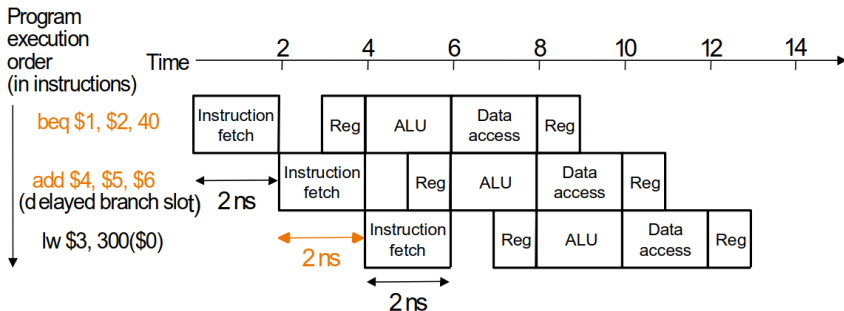 Program
execution
order
(in instructions)
Time
2 4 6 8 10 12 14
beq $1, $2, 40
Instruction
fetch
Reg
ALU
Data
access
Reg
add $4, $5, $6
(delayed branch slot)
2 ns
Instruction
fetch
Reg
ALU
Data
access
Reg
lw $3, 300($0)
2 ns
Instruction
fetch
Reg
ALU
Data
access
Reg
2 ns